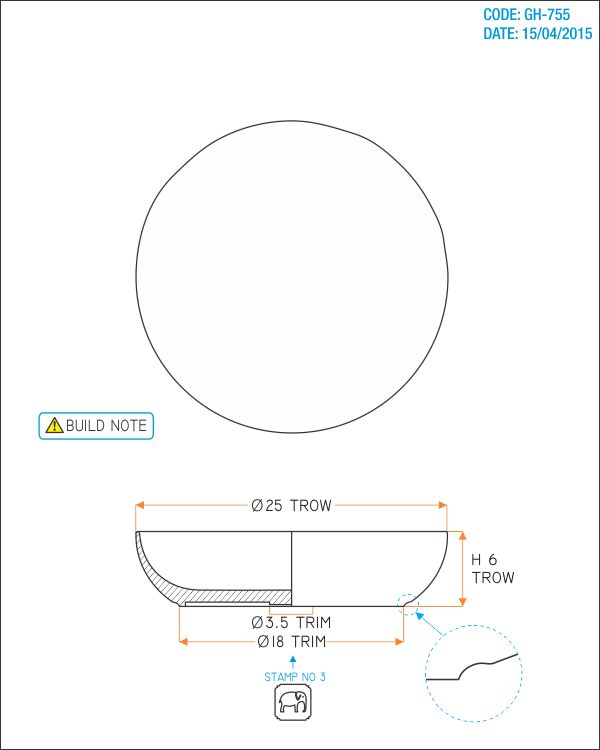 CODE: GH-755
DATE: 15/04/2015
BUILD NOTE
Ø25 TROW
H 6
TROW
Ø3.5 TRIM
Ø18 TRIM
STAMP NO 3